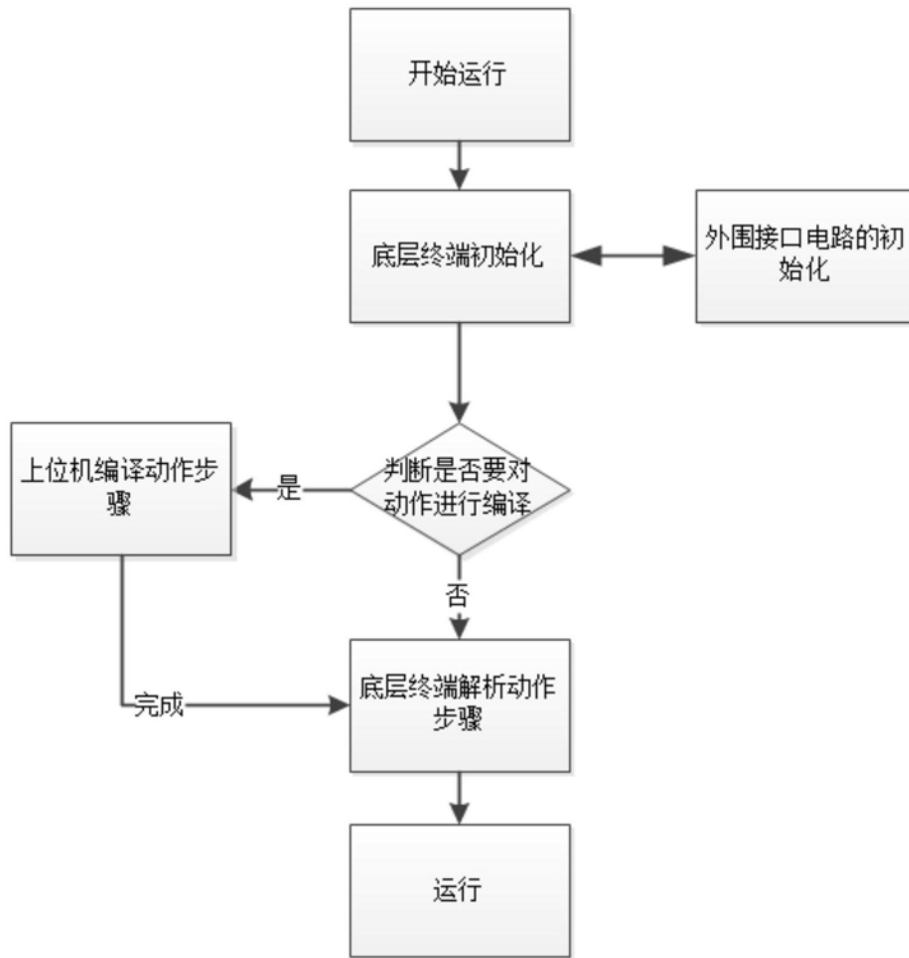 开始运行
底层终端初始化
外围接口电路的初
始化
判断是否要对
动作进行编译
上位机编译动作步
骤
是
否
底层终端解析动作
步骤
完成
运行